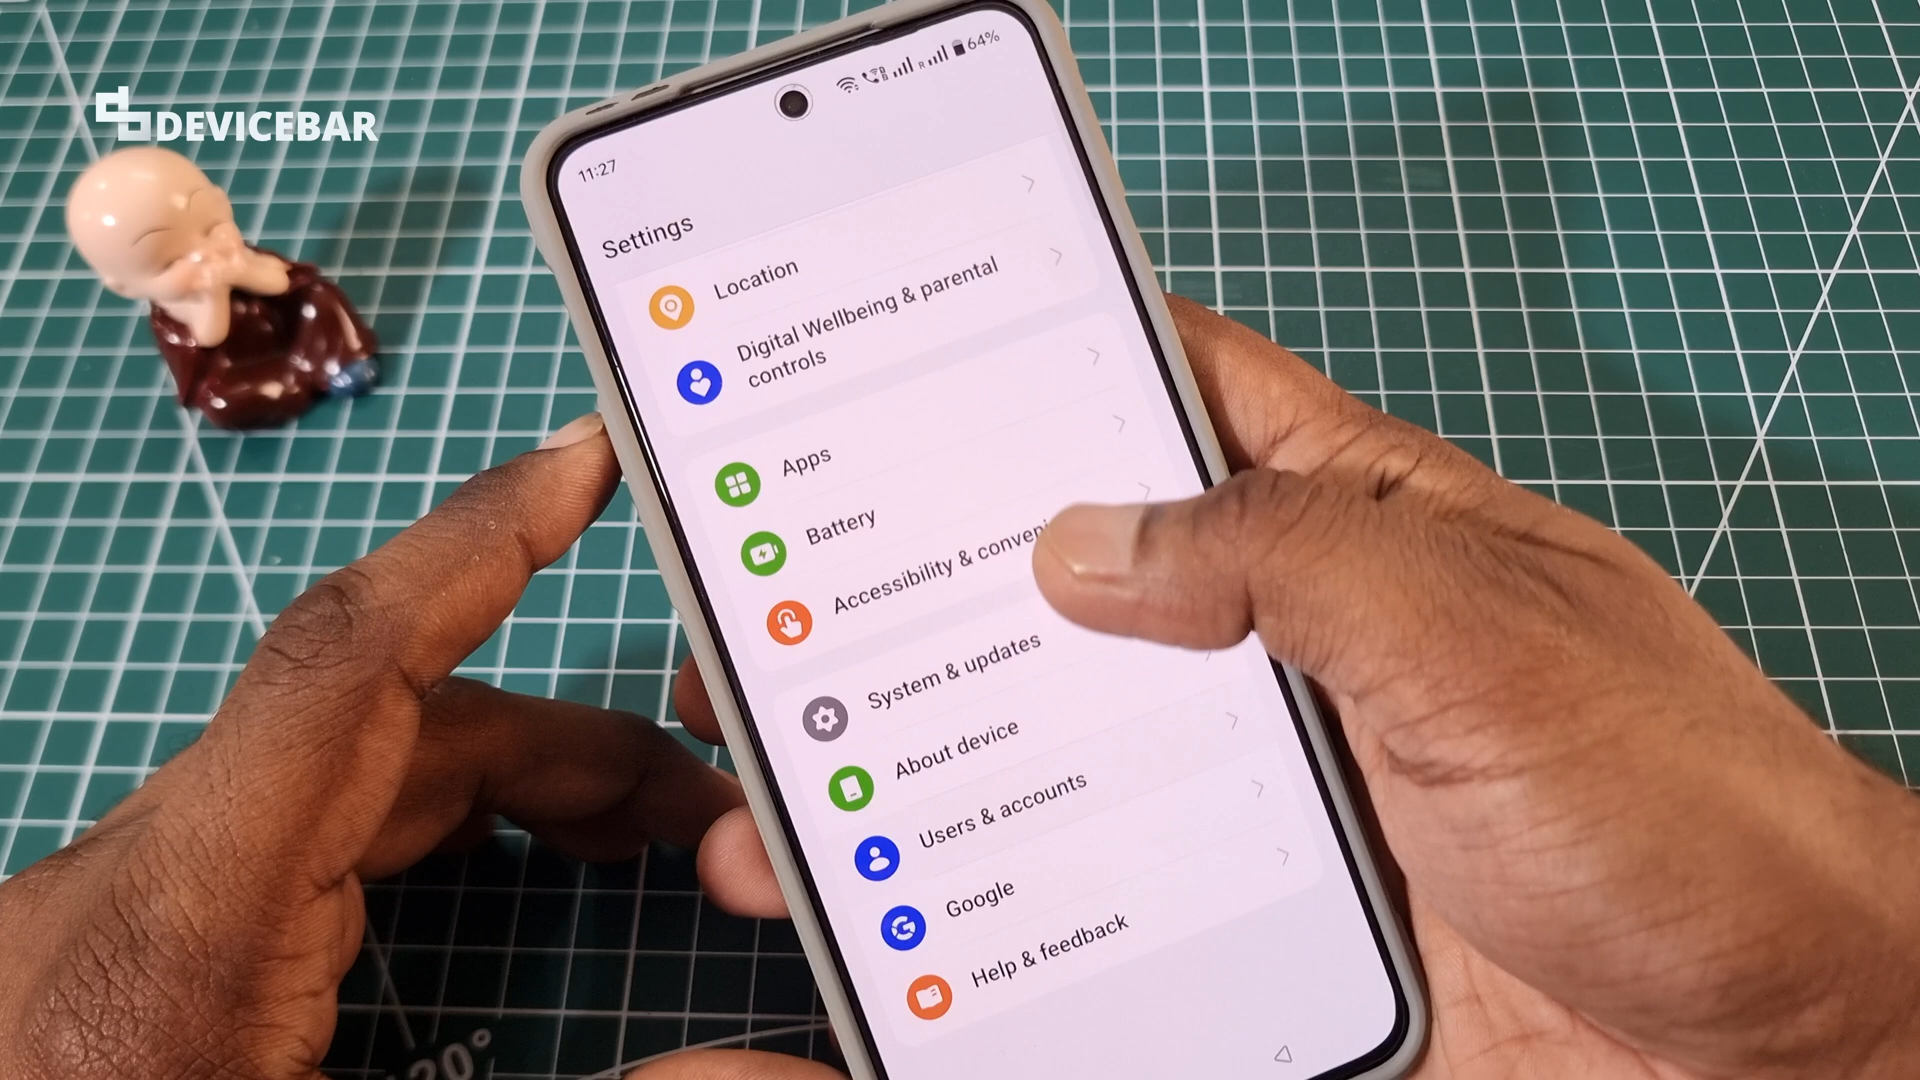 DEVICEBAR
R
64%
11:27
Settings
Location
Digital Wellbeing & parental
controls
Apps
Battery
Accessibility &
System & updates
About device
Users & accounts
Google
Help & feedback